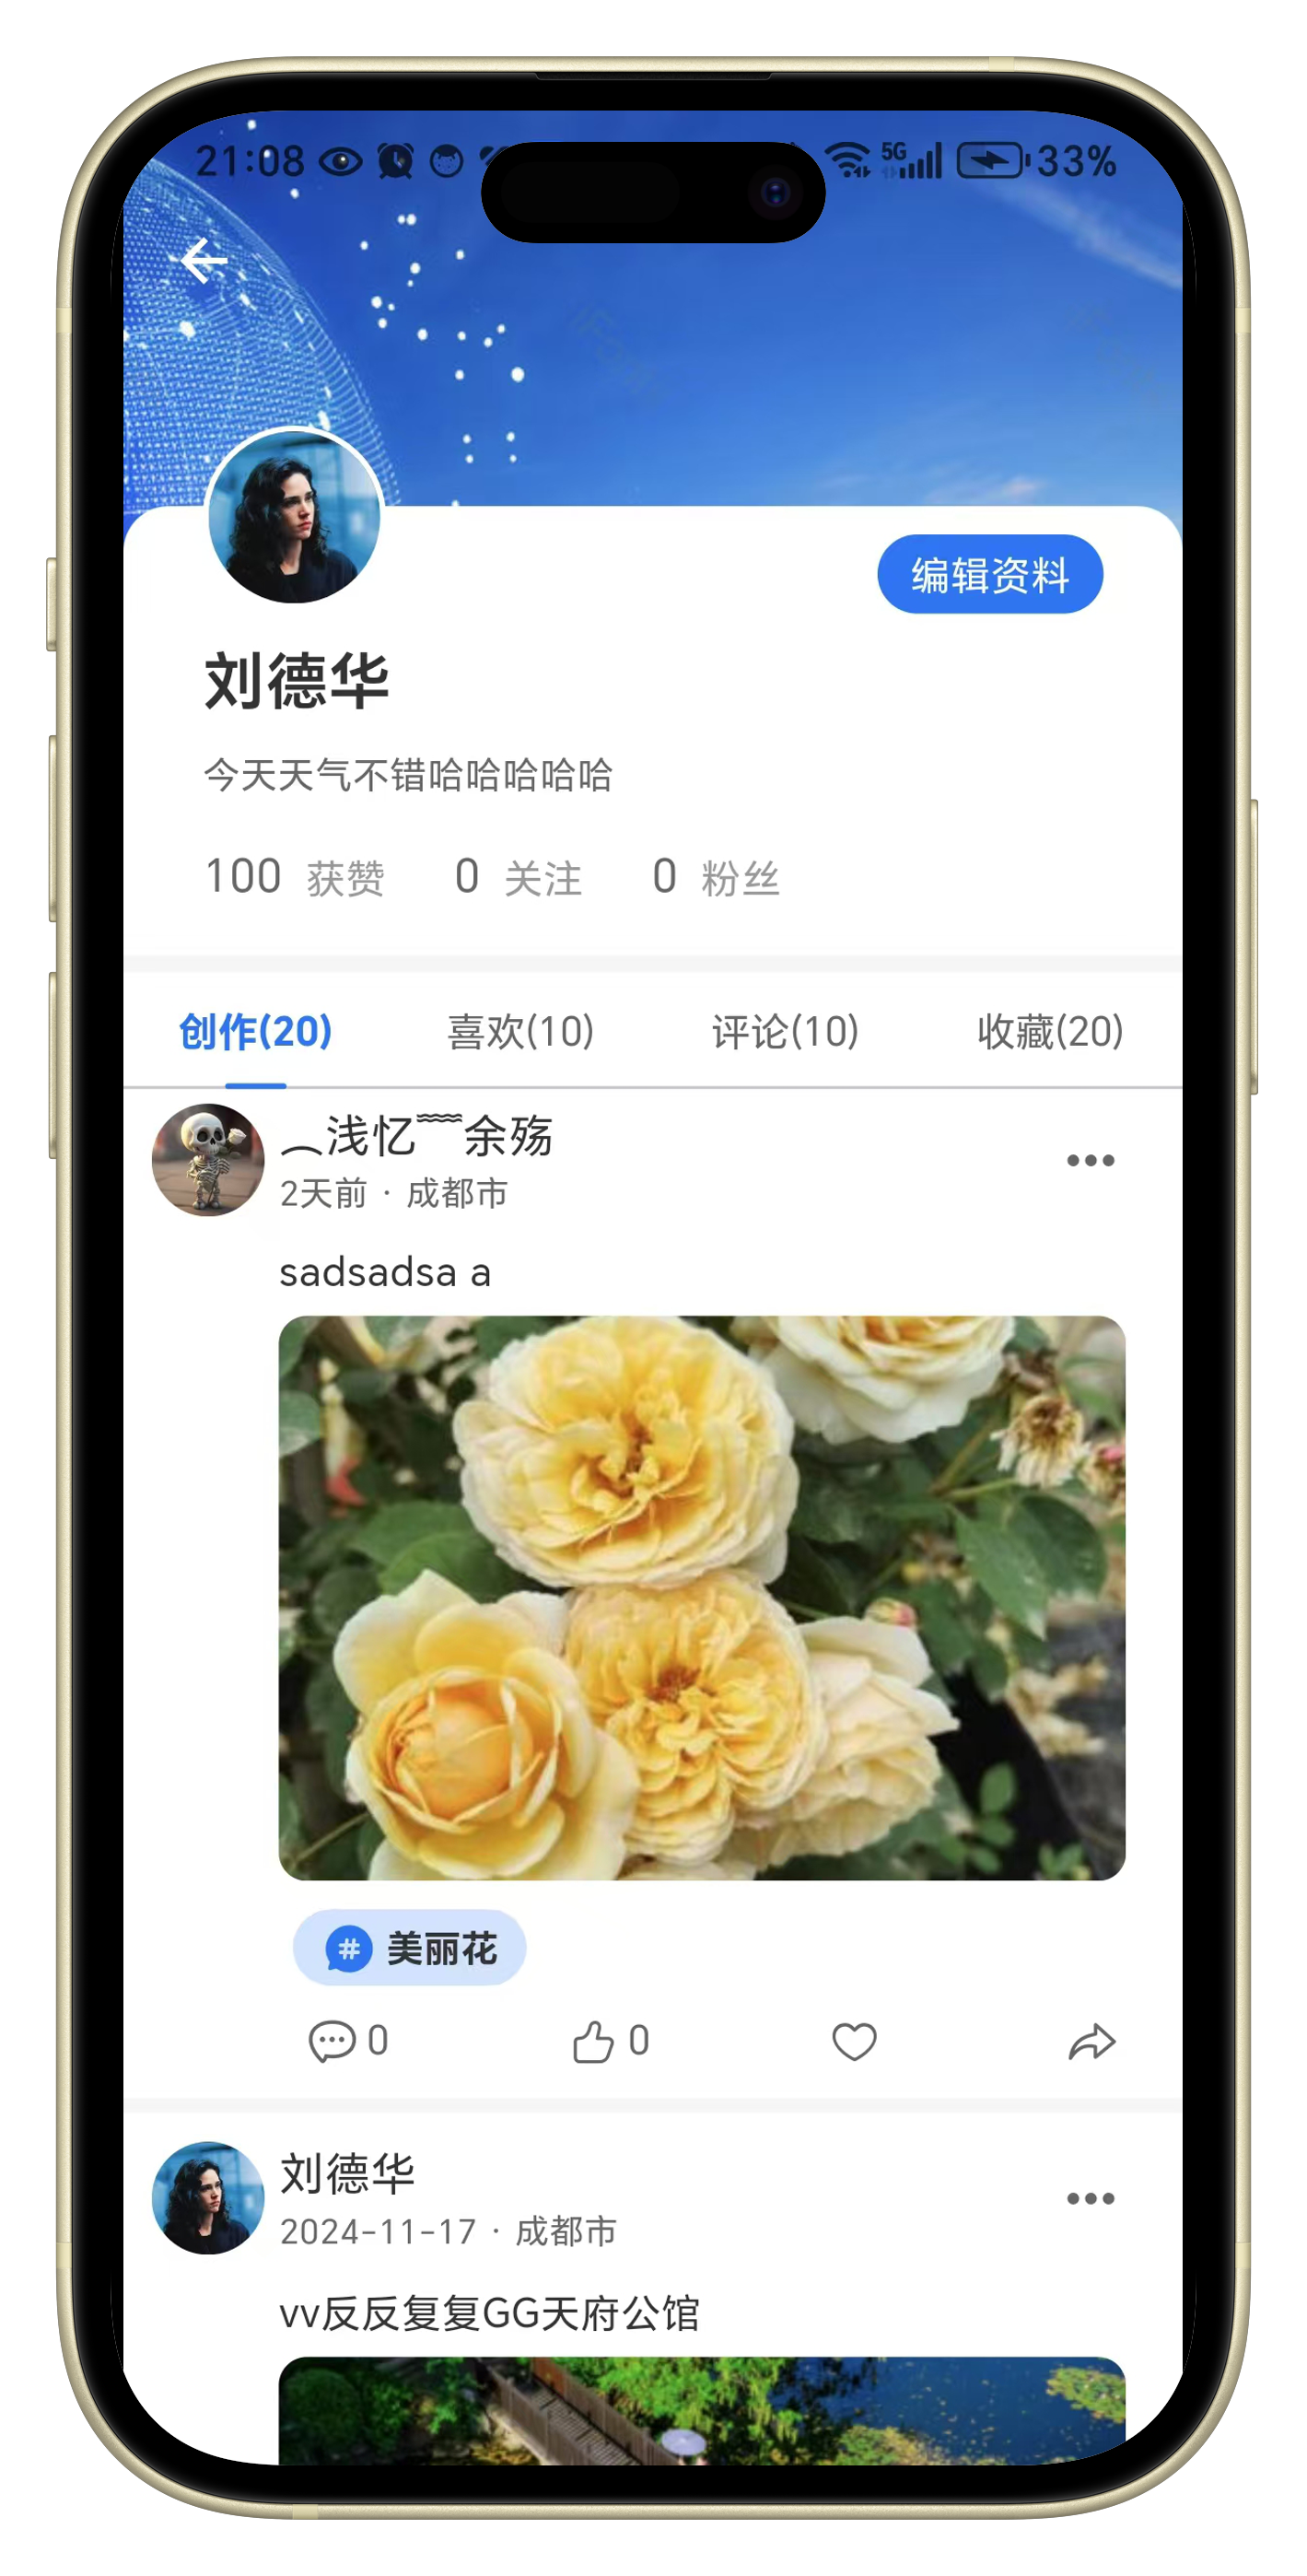 21:08 5G 33%
编辑资料
刘德华
今天天气不错哈哈哈哈哈
100 获赞 0 关注 0 粉丝
创作(20) 喜欢(10) 评论(10) 收藏(20)
︵浅忆﹌余殇
2天前 · 成都市
sadsadsa a
# 美丽花
0 0
刘德华
2024-11-17 · 成都市
vv反反复复GG天府公馆